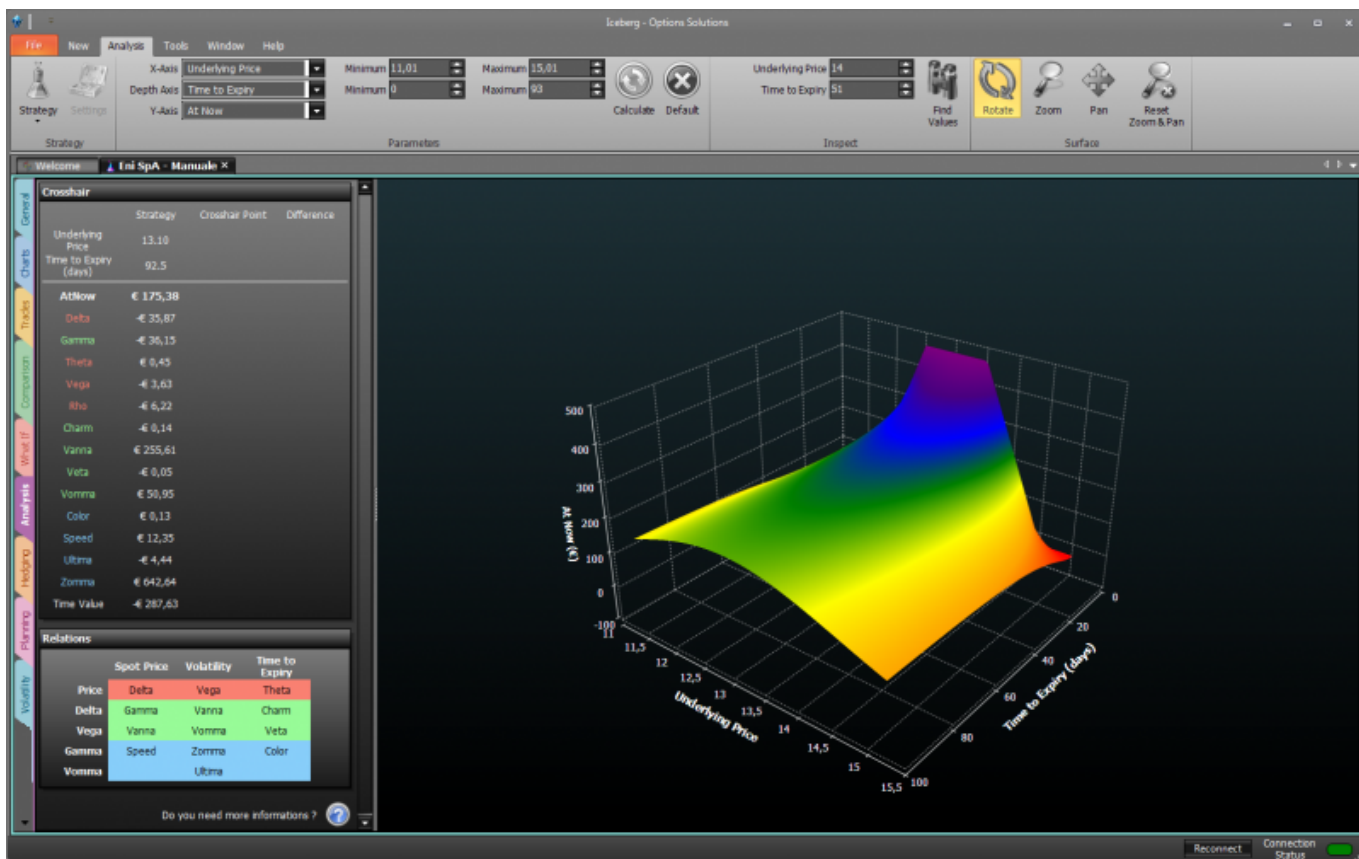 Iceberg - Options Solutions
File New Analysis Tools Window Help
X-Axis Underlying Price Minimum 11,01 Maximum 15,01 Underlying Price 14
Depth Axis Time to Expiry Minimum 0 Maximum 93 Time to Expiry 51
Y-Axis At Now
Strategy Settings Calculate Default Find Values Rotate Zoom Pan Reset Zoom & Pan
Strategy Parameters Inspect Surface
Welcome Eni SpA - Manuale ×
General
Charts
Trades
Comparison
What If
Analysis
Hedging
Planning
Volatility
Crosshair
Strategy Crosshair Point Difference
Underlying Price 13.10
Time to Expiry (days) 92.5
AtNow € 175,38
Delta -€ 35,87
Gamma -€ 36,15
Theta € 0,45
Vega -€ 3,63
Rho -€ 6,22
Charm -€ 0,14
Vanna € 255,61
Veta -€ 0,05
Vomma € 50,95
Color € 0,13
Speed € 12,35
Ultima -€ 4,44
Zomma € 642,64
Time Value -€ 287,63
Relations
Spot Price Volatility Time to Expiry
Price Delta Vega Theta
Delta Gamma Vanna Charm
Vega Vanna Vomma Veta
Gamma Speed Zomma Color
Vomma Ultima
Do you need more informations ?
500
400
300
200
100
0
-100
At Now (€)
11
11,5
12
12,5
13
13,5
14
14,5
15
15,5
Underlying Price
0
20
40
60
80
100
Time to Expiry (days)
Reconnect Connection Status